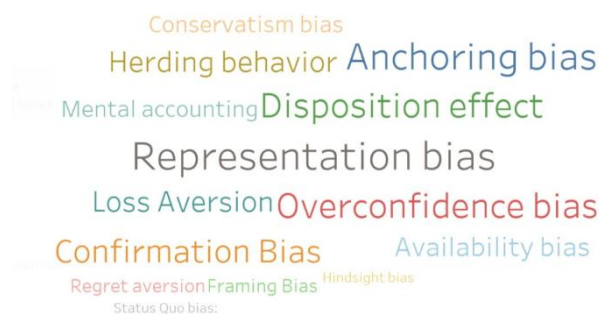 Conservatism bias
Herding behavior Anchoring bias
Mental accounting Disposition effect
Representation bias
Loss Aversion Overconfidence bias
Confirmation Bias Availability bias
Regret aversion Framing Bias Hindsight bias
Status Quo bias: